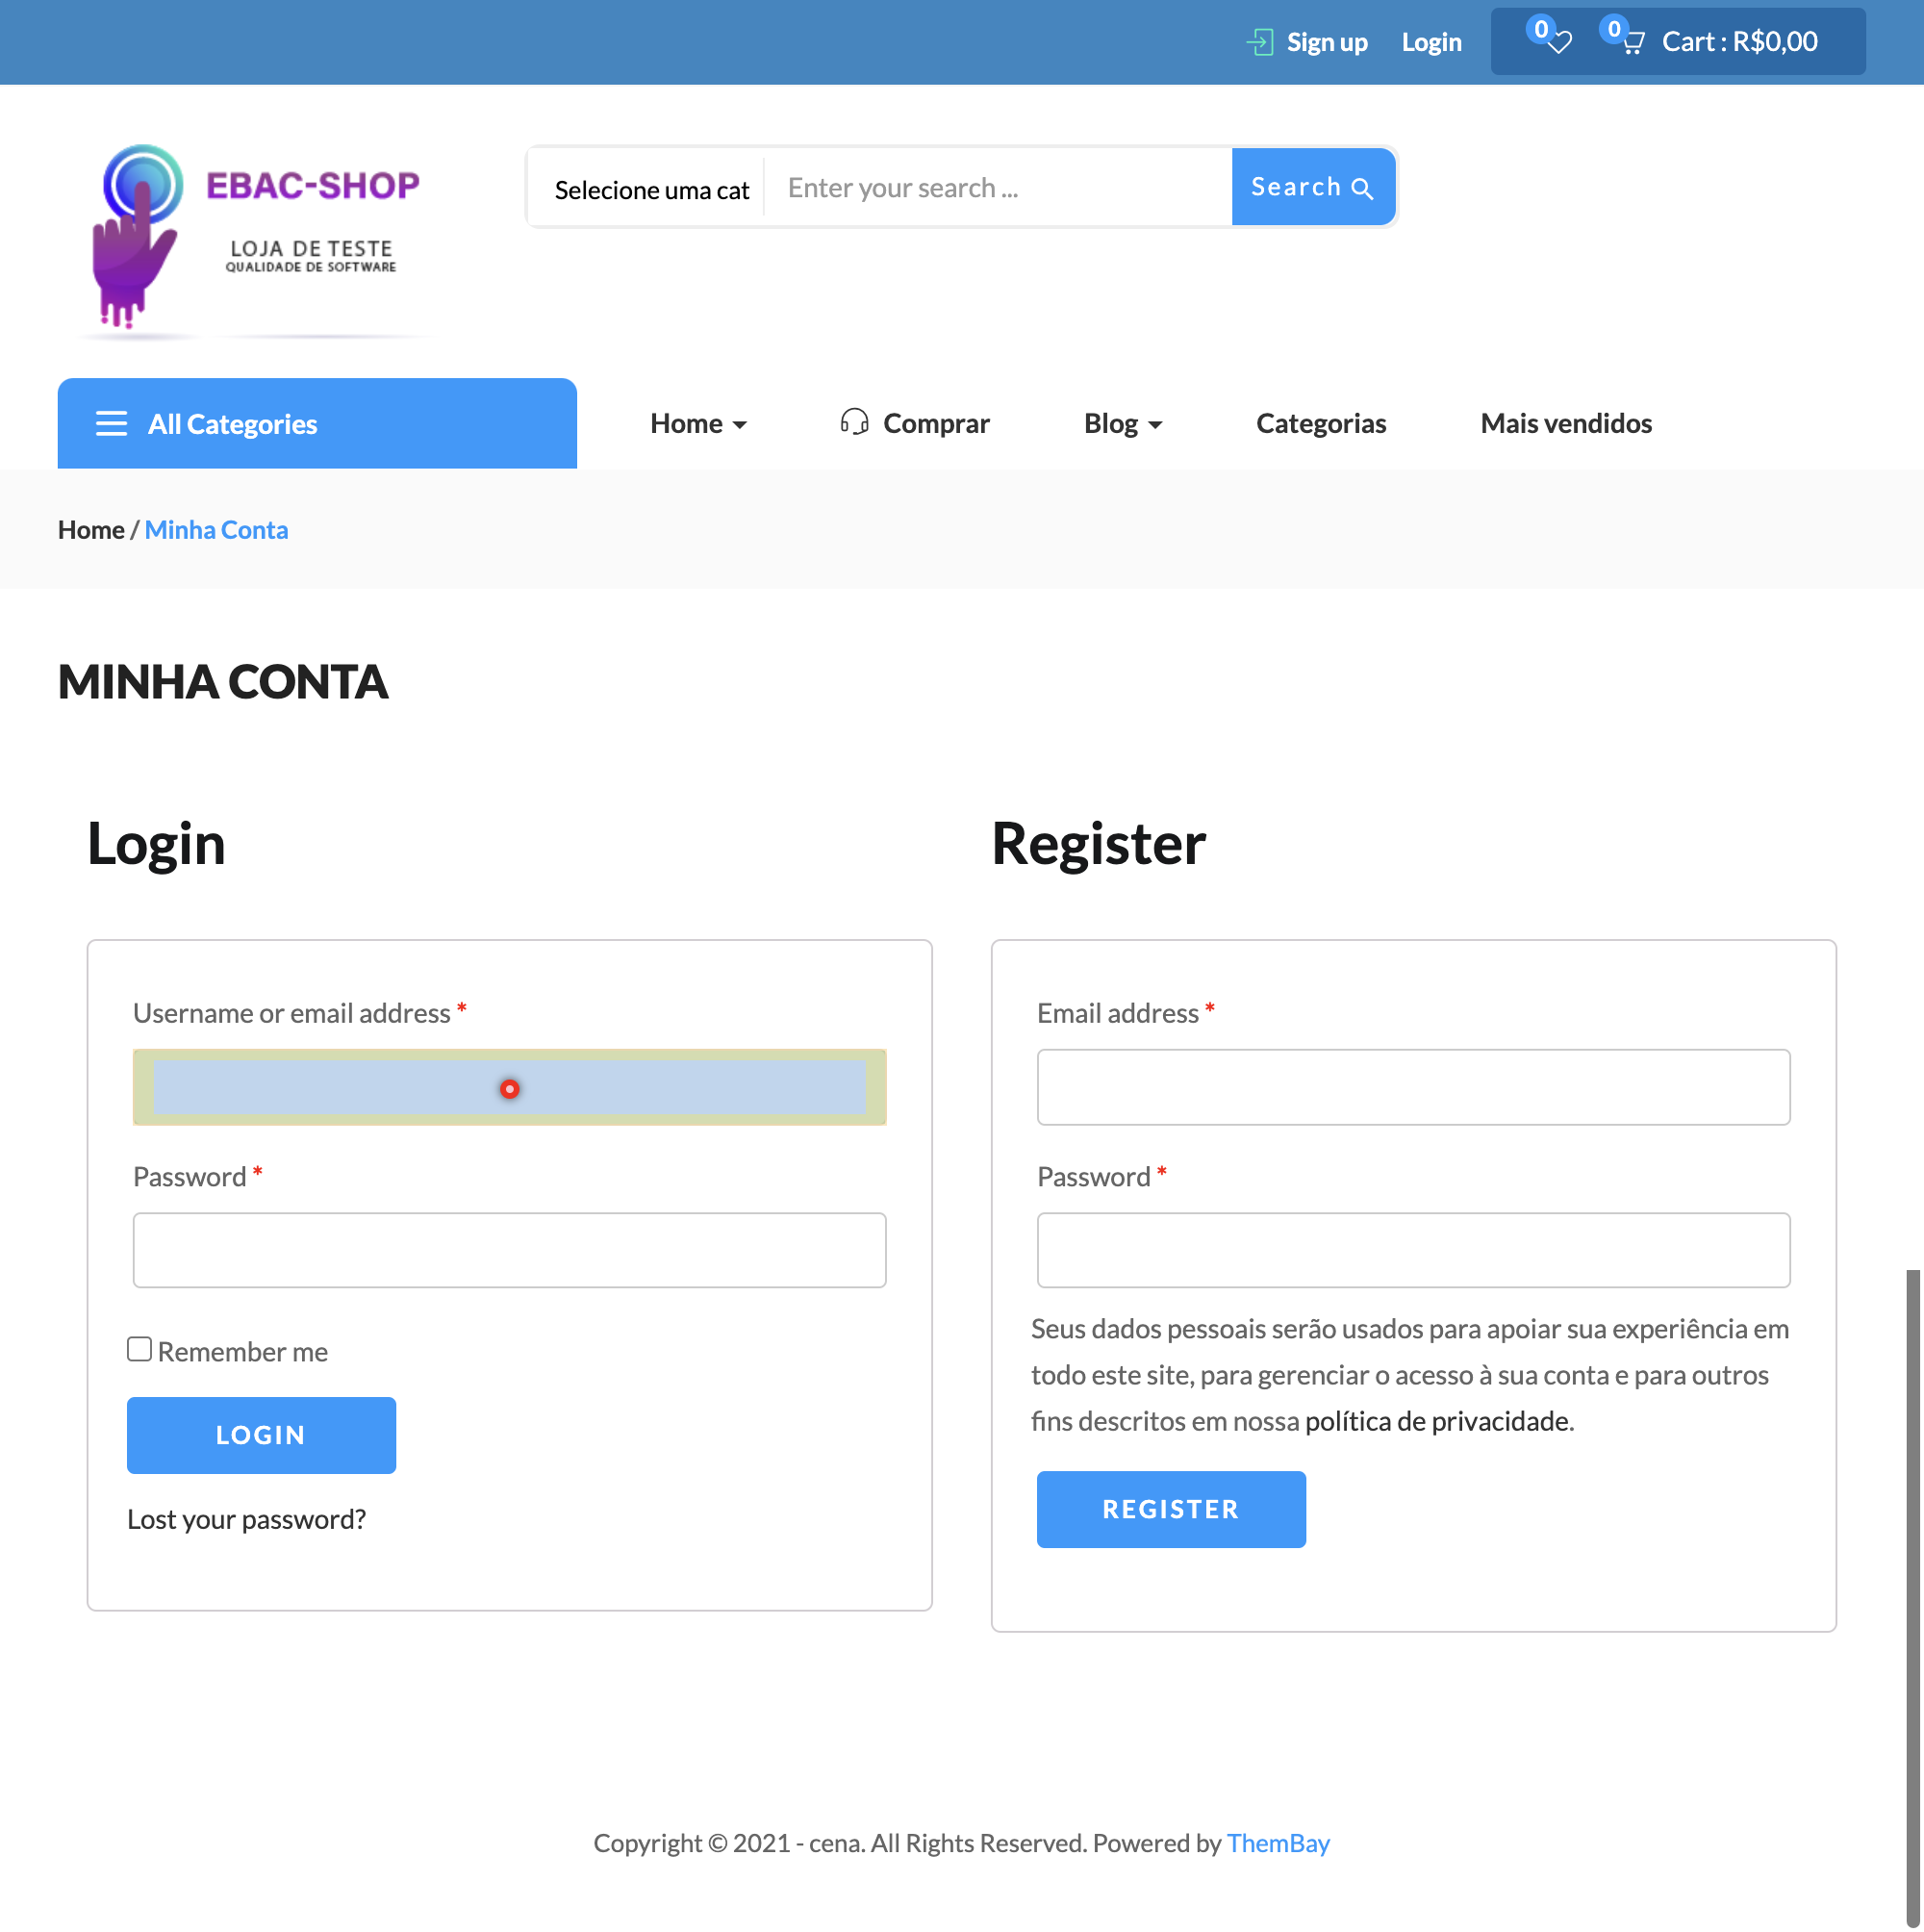 Sign up Login 0 0 Cart : R$0,00
EBAC-SHOP
LOJA DE TESTE
QUALIDADE DE SOFTWARE
Selecione uma cat Enter your search ... Search
All Categories Home Comprar Blog Categorias Mais vendidos
Home / Minha Conta
MINHA CONTA
Login
Username or email address *
Password *
Remember me
LOGIN
Lost your password?
Register
Email address *
Password *
Seus dados pessoais serão usados para apoiar sua experiência em
todo este site, para gerenciar o acesso à sua conta e para outros
fins descritos em nossa política de privacidade.
REGISTER
Copyright © 2021 - cena. All Rights Reserved. Powered by ThemBay